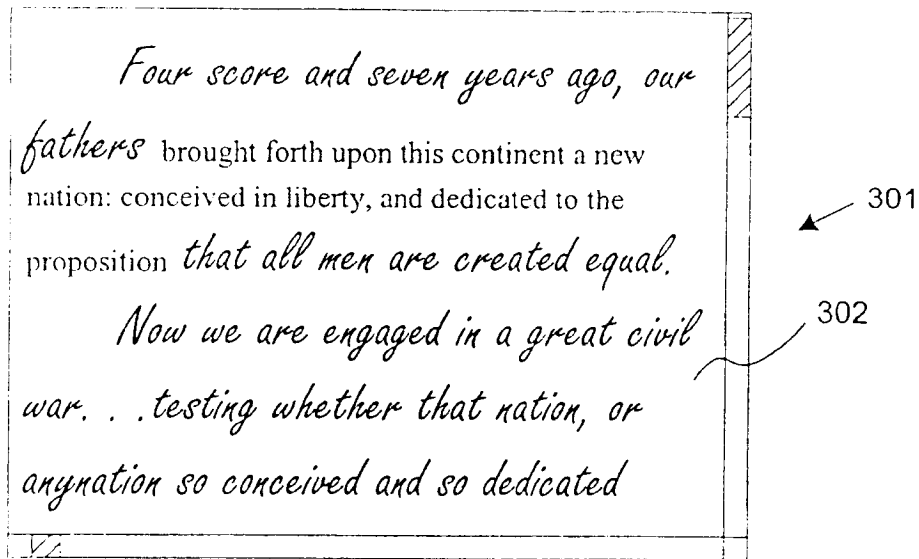 Four score and seven years ago, our
fathers brought forth upon this continent a new
nation: conceived in liberty, and dedicated to the
proposition that all men are created equal.
301
Now we are engaged in a great civil
302
war. . .testing whether that nation, or
anynation so conceived and so dedicated